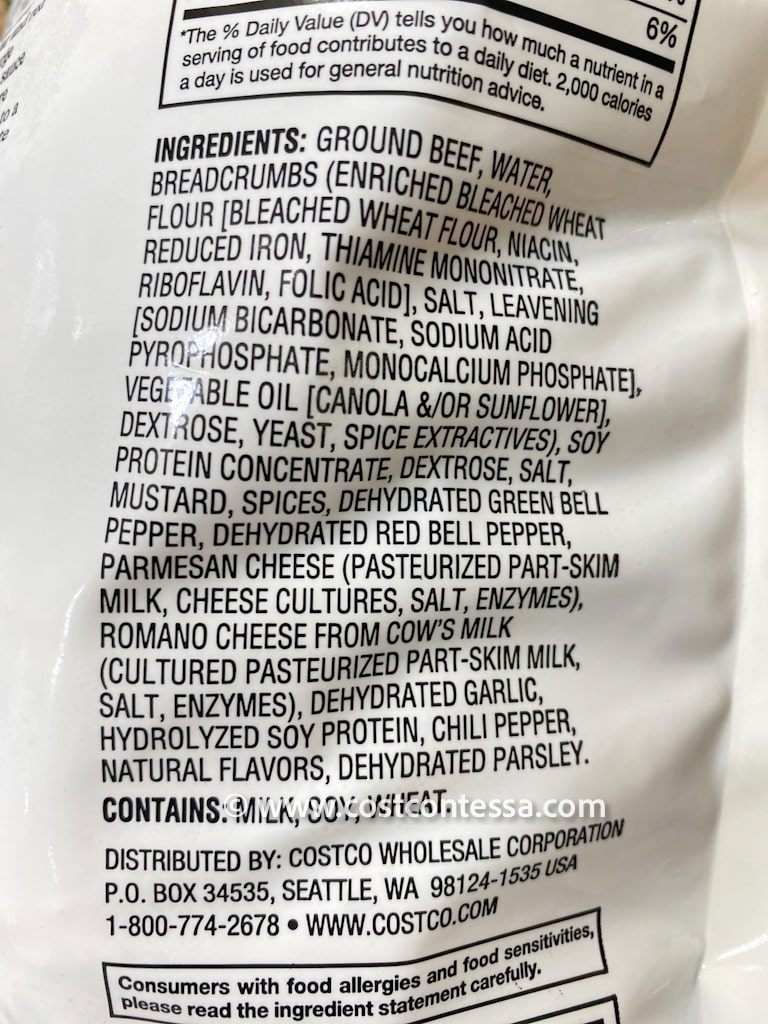 6%
*The % Daily Value (DV) tells you how much a nutrient in a
serving of food contributes to a daily diet. 2,000 calories
a day is used for general nutrition advice.
INGREDIENTS: GROUND BEEF, WATER,
BREADCRUMBS (ENRICHED BLEACHED WHEAT
FLOUR [BLEACHED WHEAT FLOUR, NIACIN,
REDUCED IRON, THIAMINE MONONITRATE,
RIBOFLAVIN, FOLIC ACID], SALT, LEAVENING
[SODIUM BICARBONATE, SODIUM ACID
PYROPHOSPHATE, MONOCALCIUM PHOSPHATE],
VEGETABLE OIL [CANOLA &/OR SUNFLOWER],
DEXTROSE, YEAST, SPICE EXTRACTIVES), SOY
PROTEIN CONCENTRATE, DEXTROSE, SALT,
MUSTARD, SPICES, DEHYDRATED GREEN BELL
PEPPER, DEHYDRATED RED BELL PEPPER,
PARMESAN CHEESE (PASTEURIZED PART-SKIM
MILK, CHEESE CULTURES, SALT, ENZYMES),
ROMANO CHEESE FROM COW'S MILK
(CULTURED PASTEURIZED PART-SKIM MILK,
SALT, ENZYMES), DEHYDRATED GARLIC,
HYDROLYZED SOY PROTEIN, CHILI PEPPER,
NATURAL FLAVORS, DEHYDRATED PARSLEY.
CONTAINS: MILK, SOY, WHEAT.
© www.costcontessa.com
DISTRIBUTED BY: COSTCO WHOLESALE CORPORATION
P.O. BOX 34535, SEATTLE, WA 98124-1535 USA
1-800-774-2678 • WWW.COSTCO.COM
Consumers with food allergies and food sensitivities,
please read the ingredient statement carefully.